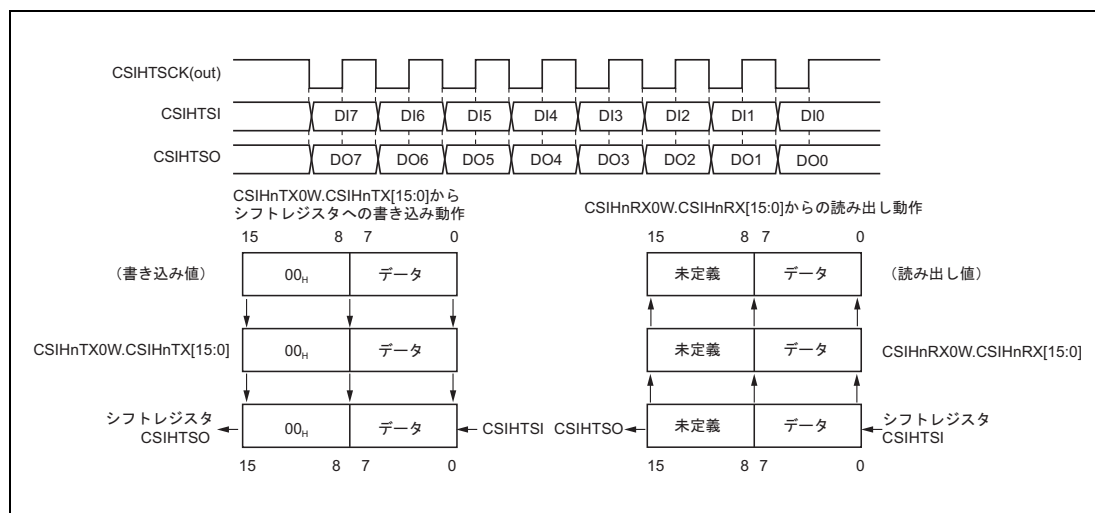 CSIHTSCK(out)
CSIHTSI
DI7 DI6 DI5 DI4 DI3 DI2 DI1 DI0
CSIHTSO
DO7 DO6 DO5 DO4 DO3 DO2 DO1 DO0
CSIHnTX0W.CSIHnTX[15:0]から
シフトレジスタへの書き込み動作
15 8 7 0
(書き込み値)
00H データ
CSIHnTX0W.CSIHnTX[15:0]
00H データ
シフトレジスタ
CSIHTSO
00H データ
CSIHTSI
15 8 7 0
CSIHnRX0W.CSIHnRX[15:0]からの読み出し動作
15 8 7 0
未定義 データ
(読み出し値)
未定義 データ
CSIHnRX0W.CSIHnRX[15:0]
CSIHTSO
未定義 データ
シフトレジスタ
CSIHTSI
15 8 7 0